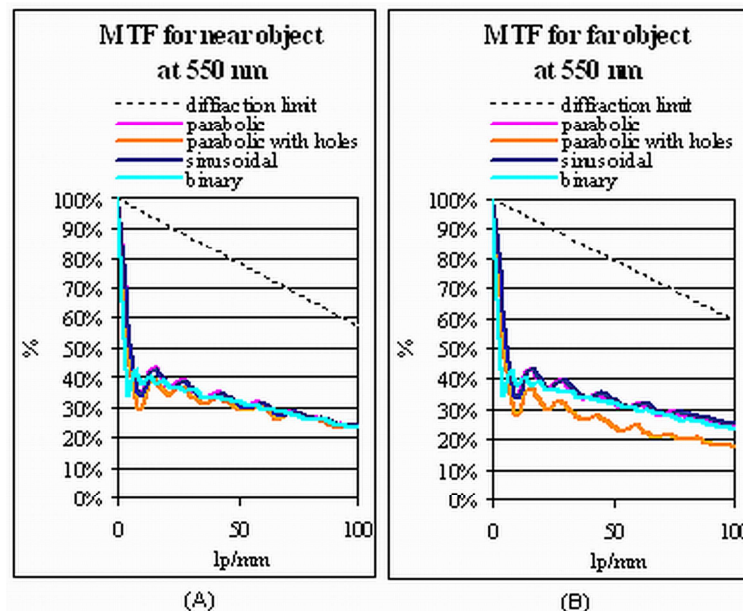 MTF for near object
at 550 nm
diffraction limit
parabolic
parabolic with holes
sinusoidal
binary
100%
90%
80%
70%
60%
50%
40%
30%
20%
10%
0%
%
0
50
100
lp/mm
(A)
MTF for far object
at 550 nm
diffraction limit
parabolic
parabolic with holes
sinusoidal
binary
100%
90%
80%
70%
60%
50%
40%
30%
20%
10%
0%
%
0
50
100
lp/mm
(B)